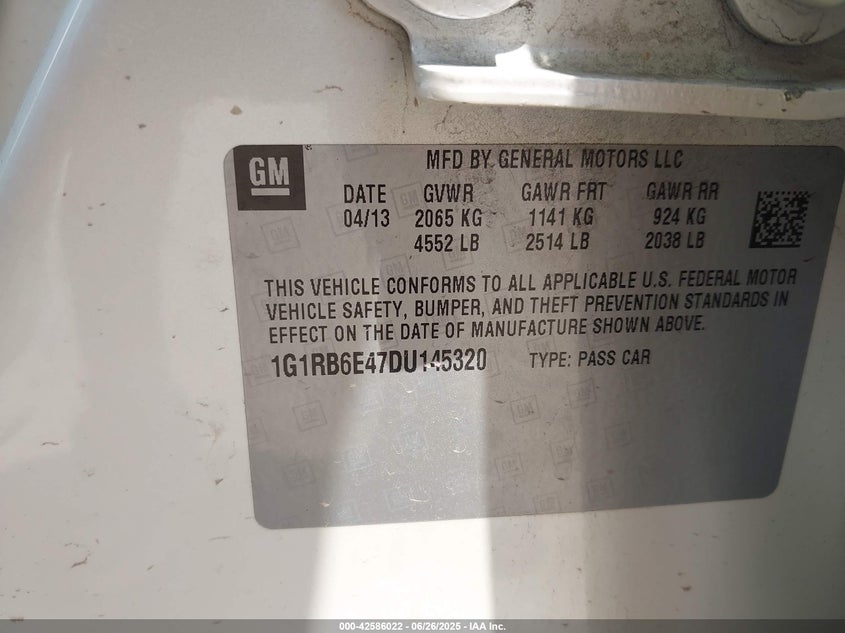 GM
MFD BY GENERAL MOTORS LLC
DATE GVWR GAWR FRT GAWR RR
04/13 2065 KG 1141 KG 924 KG
4552 LB 2514 LB 2038 LB
THIS VEHICLE CONFORMS TO ALL APPLICABLE U.S. FEDERAL MOTOR
VEHICLE SAFETY, BUMPER, AND THEFT PREVENTION STANDARDS IN
EFFECT ON THE DATE OF MANUFACTURE SHOWN ABOVE.
1G1RB6E47DU145320 TYPE: PASS CAR
000-42586022 - 06/26/2025 - IAA Inc.